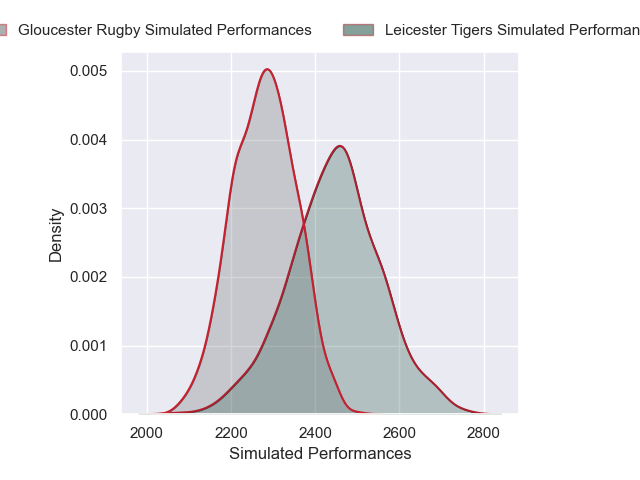 Gloucester Rugby Simulated Performances Leicester Tigers Simulated Performan
0.005
0.004
0.003
0.002
0.001
0.000
Density
2000 2200 2400 2600 2800
Simulated Performances